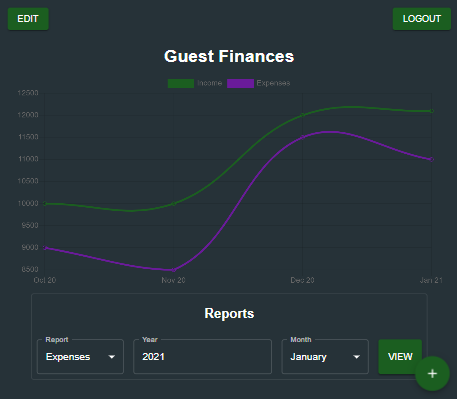 EDIT
LOGOUT
Guest Finances
Income Expenses
12500
12000
11500
11000
10000
9500
9000
8500
Oct 20 Nov 20 Dec 20 Jan 21
Reports
Report Year Month
Expenses 2021 January VIEW
+